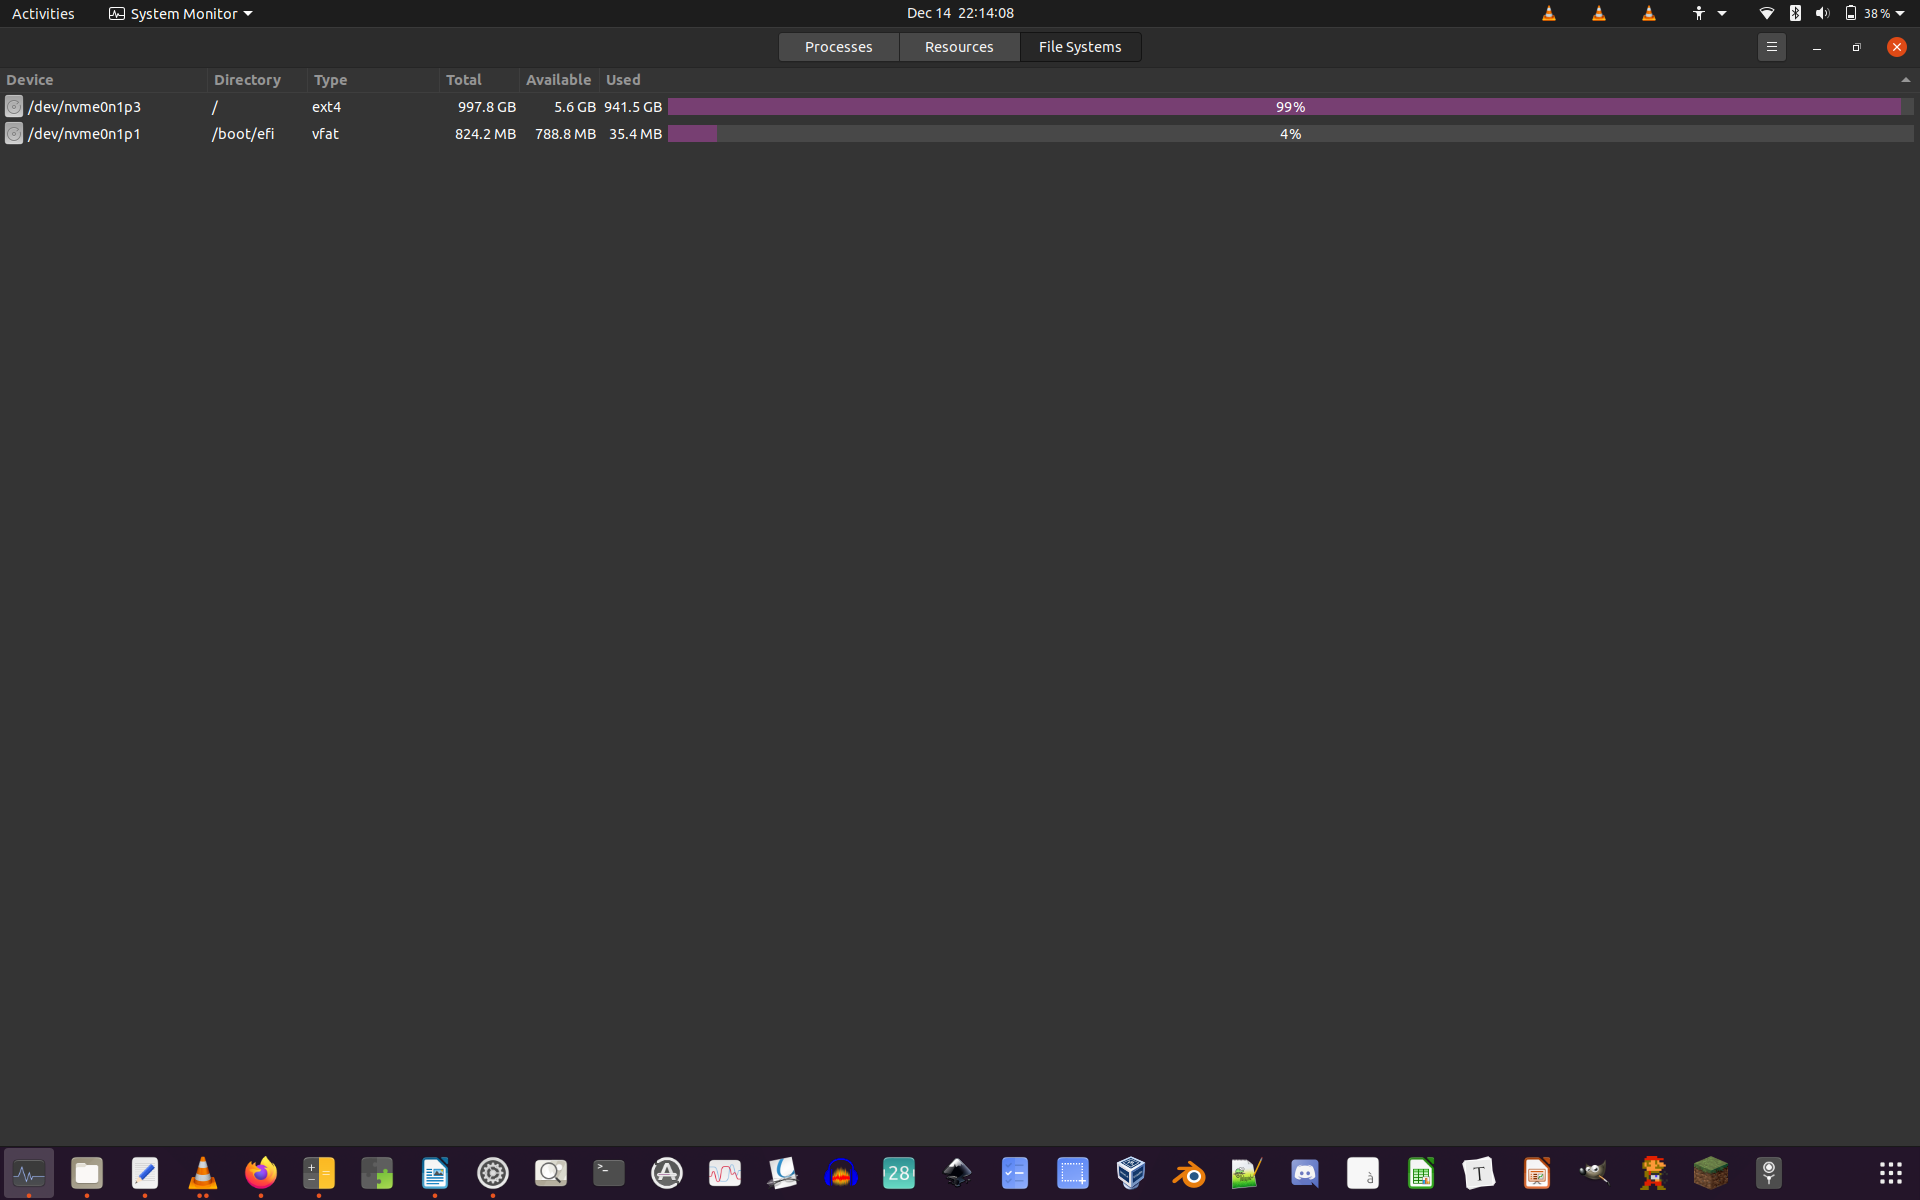 Activities System Monitor Dec 14 22:14:08 38 %
Processes Resources File Systems
Device Directory Type Total Available Used
/dev/nvme0n1p3 / ext4 997.8 GB 5.6 GB 941.5 GB 99%
/dev/nvme0n1p1 /boot/efi vfat 824.2 MB 788.8 MB 35.4 MB 4%
>_ 28 à T